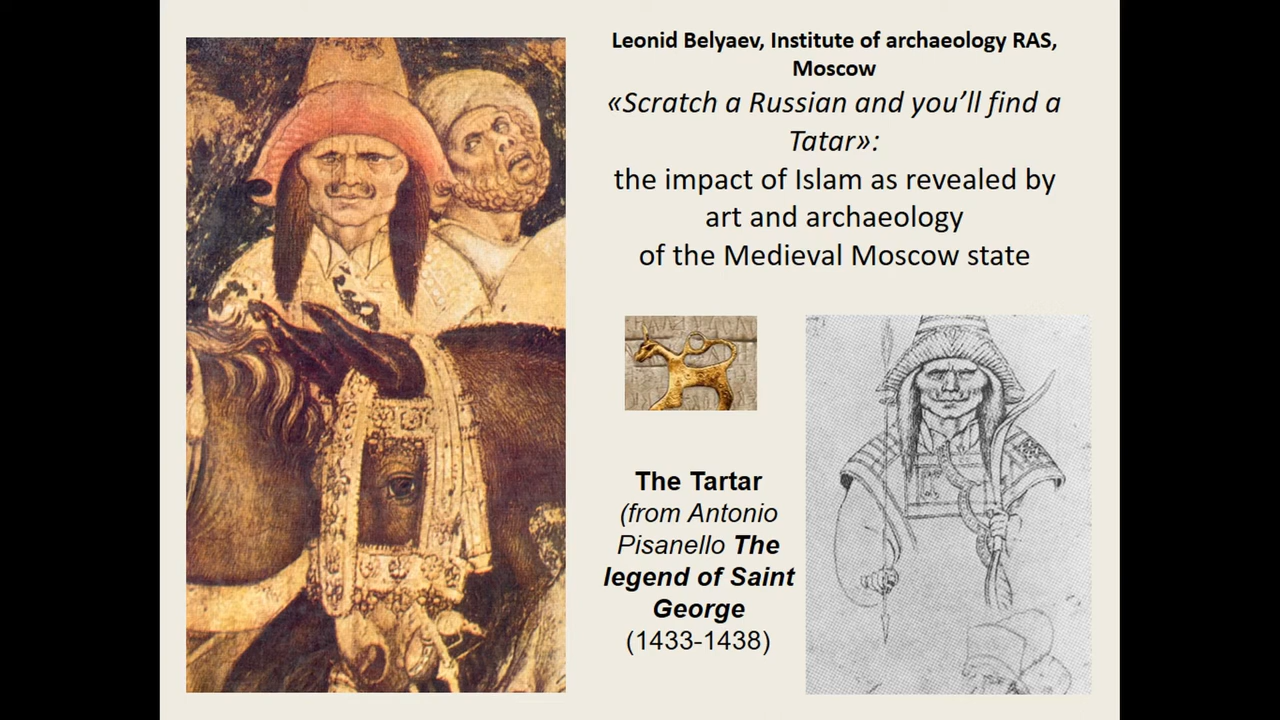 Leonid Belyaev, Institute of archaeology RAS,
Moscow
«Scratch a Russian and you’ll find a
Tatar»:
the impact of Islam as revealed by
art and archaeology
of the Medieval Moscow state
The Tartar
(from Antonio
Pisanello The
legend of Saint
George
(1433-1438)